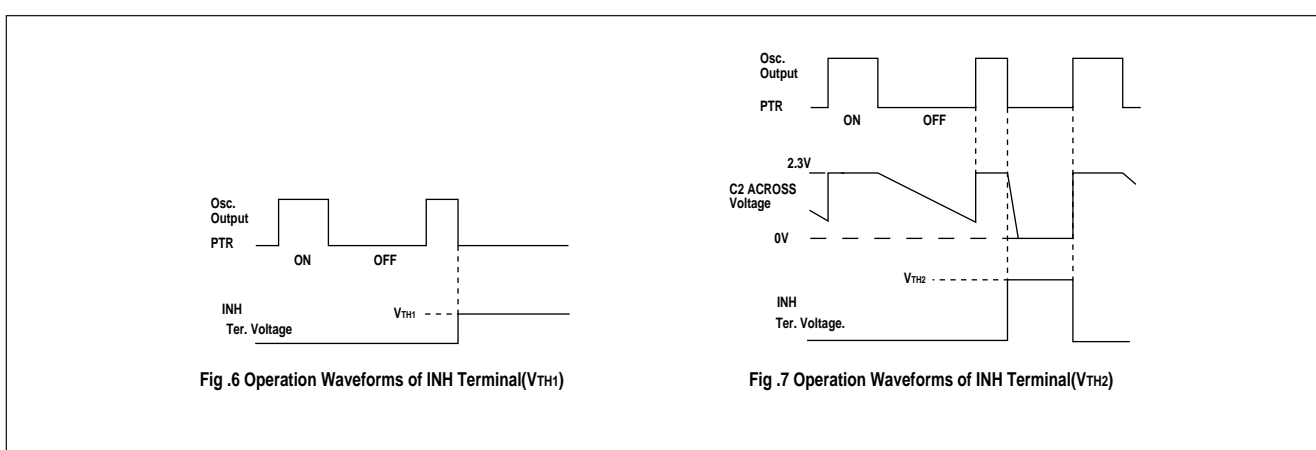 Osc.
Output
PTR
ON OFF
INH
Ter. Voltage
VTH1
Fig .6 Operation Waveforms of INH Terminal(VTH1)
Osc.
Output
PTR
ON OFF
2.3V
C2 ACROSS
Voltage
0V
VTH2
INH
Ter. Voltage.
Fig .7 Operation Waveforms of INH Terminal(VTH2)